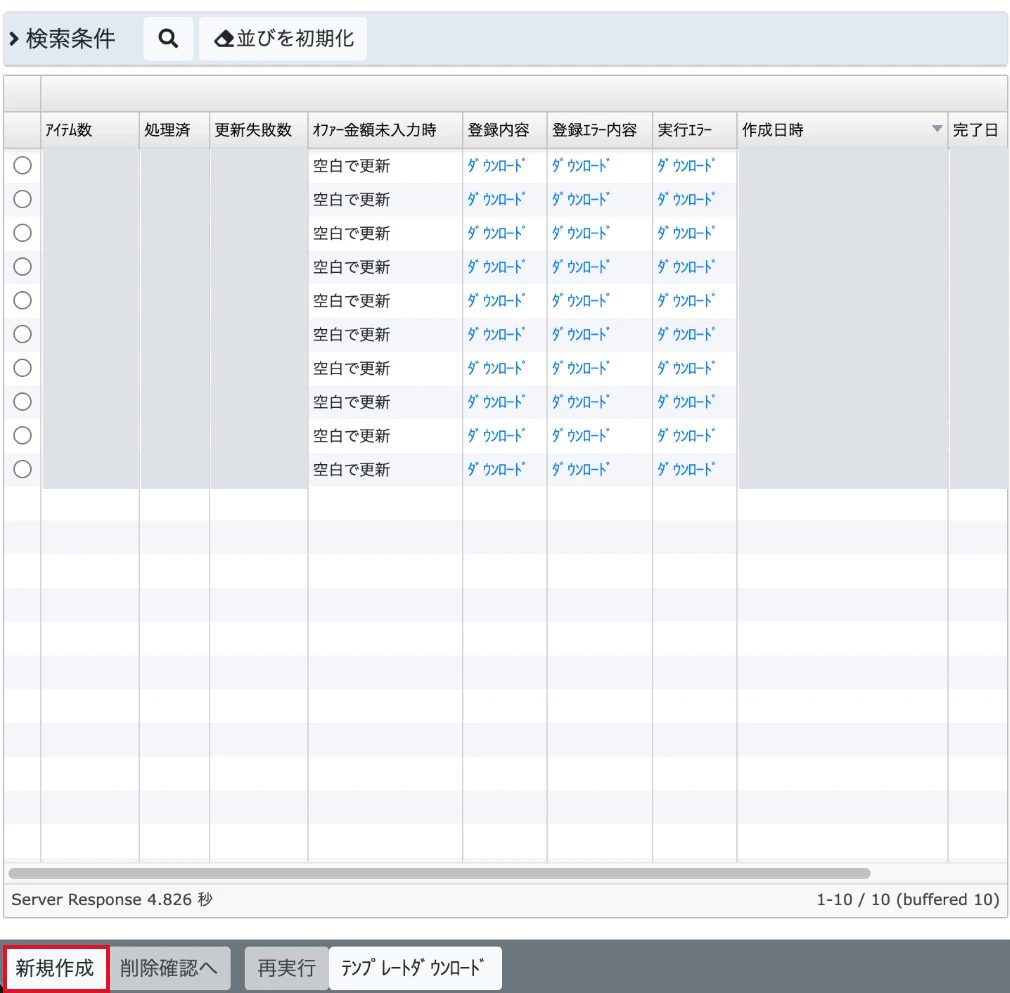 検索条件 並びを初期化
ｱｲﾃﾑ数 処理済 更新失敗数 ｵﾌｧｰ金額未入力時 登録内容 登録ｴﾗｰ内容 実行ｴﾗｰ 作成日時 完了日
空白で更新 ﾀﾞｳﾝﾛｰﾄﾞ ﾀﾞｳﾝﾛｰﾄﾞ ﾀﾞｳﾝﾛｰﾄﾞ
空白で更新 ﾀﾞｳﾝﾛｰﾄﾞ ﾀﾞｳﾝﾛｰﾄﾞ ﾀﾞｳﾝﾛｰﾄﾞ
空白で更新 ﾀﾞｳﾝﾛｰﾄﾞ ﾀﾞｳﾝﾛｰﾄﾞ ﾀﾞｳﾝﾛｰﾄﾞ
空白で更新 ﾀﾞｳﾝﾛｰﾄﾞ ﾀﾞｳﾝﾛｰﾄﾞ ﾀﾞｳﾝﾛｰﾄﾞ
空白で更新 ﾀﾞｳﾝﾛｰﾄﾞ ﾀﾞｳﾝﾛｰﾄﾞ ﾀﾞｳﾝﾛｰﾄﾞ
空白で更新 ﾀﾞｳﾝﾛｰﾄﾞ ﾀﾞｳﾝﾛｰﾄﾞ ﾀﾞｳﾝﾛｰﾄﾞ
空白で更新 ﾀﾞｳﾝﾛｰﾄﾞ ﾀﾞｳﾝﾛｰﾄﾞ ﾀﾞｳﾝﾛｰﾄﾞ
空白で更新 ﾀﾞｳﾝﾛｰﾄﾞ ﾀﾞｳﾝﾛｰﾄﾞ ﾀﾞｳﾝﾛｰﾄﾞ
空白で更新 ﾀﾞｳﾝﾛｰﾄﾞ ﾀﾞｳﾝﾛｰﾄﾞ ﾀﾞｳﾝﾛｰﾄﾞ
空白で更新 ﾀﾞｳﾝﾛｰﾄﾞ ﾀﾞｳﾝﾛｰﾄﾞ ﾀﾞｳﾝﾛｰﾄﾞ
Server Response 4.826 秒 1-10 / 10 (buffered 10)
新規作成 削除確認へ 再実行 ﾃﾝﾌﾟﾚｰﾄﾀﾞｳﾝﾛｰﾄﾞ